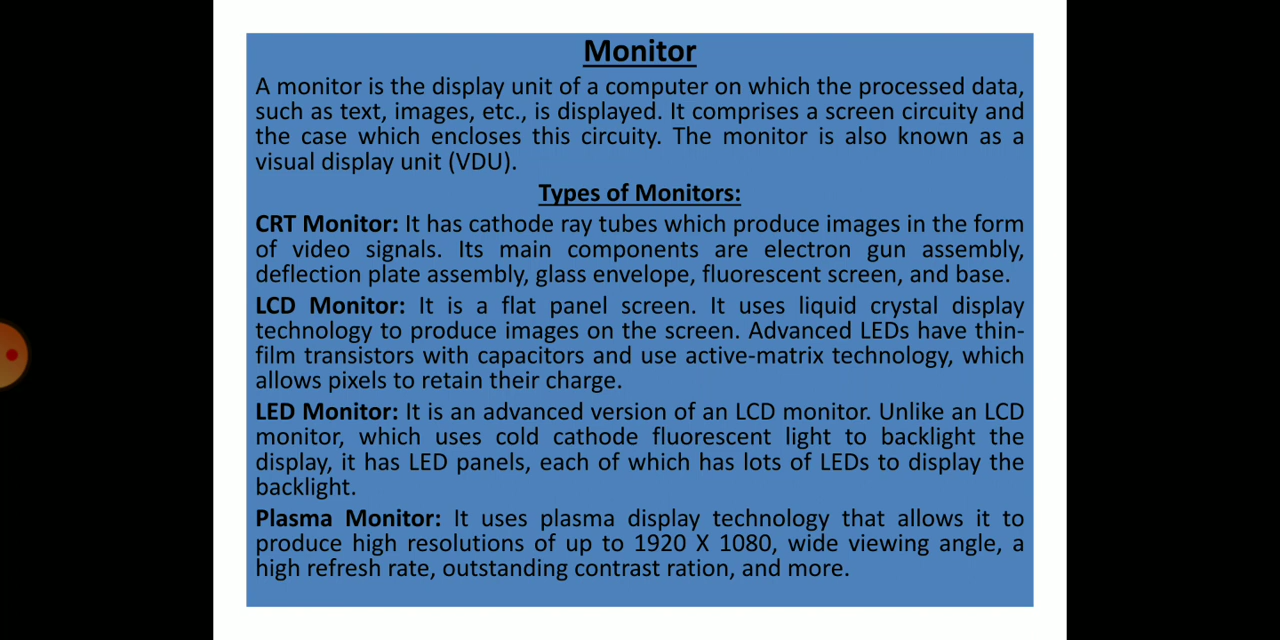 Monitor
A monitor is the display unit of a computer on which the processed data,
such as text, images, etc., is displayed. It comprises a screen circuity and
the case which encloses this circuity. The monitor is also known as a
visual display unit (VDU).
Types of Monitors:
CRT Monitor: It has cathode ray tubes which produce images in the form
of video signals. Its main components are electron gun assembly,
deflection plate assembly, glass envelope, fluorescent screen, and base.
LCD Monitor: It is a flat panel screen. It uses liquid crystal display
technology to produce images on the screen. Advanced LEDs have thin-
film transistors with capacitors and use active-matrix technology, which
allows pixels to retain their charge.
LED Monitor: It is an advanced version of an LCD monitor. Unlike an LCD
monitor, which uses cold cathode fluorescent light to backlight the
display, it has LED panels, each of which has lots of LEDs to display the
backlight.
Plasma Monitor: It uses plasma display technology that allows it to
produce high resolutions of up to 1920 X 1080, wide viewing angle, a
high refresh rate, outstanding contrast ration, and more.